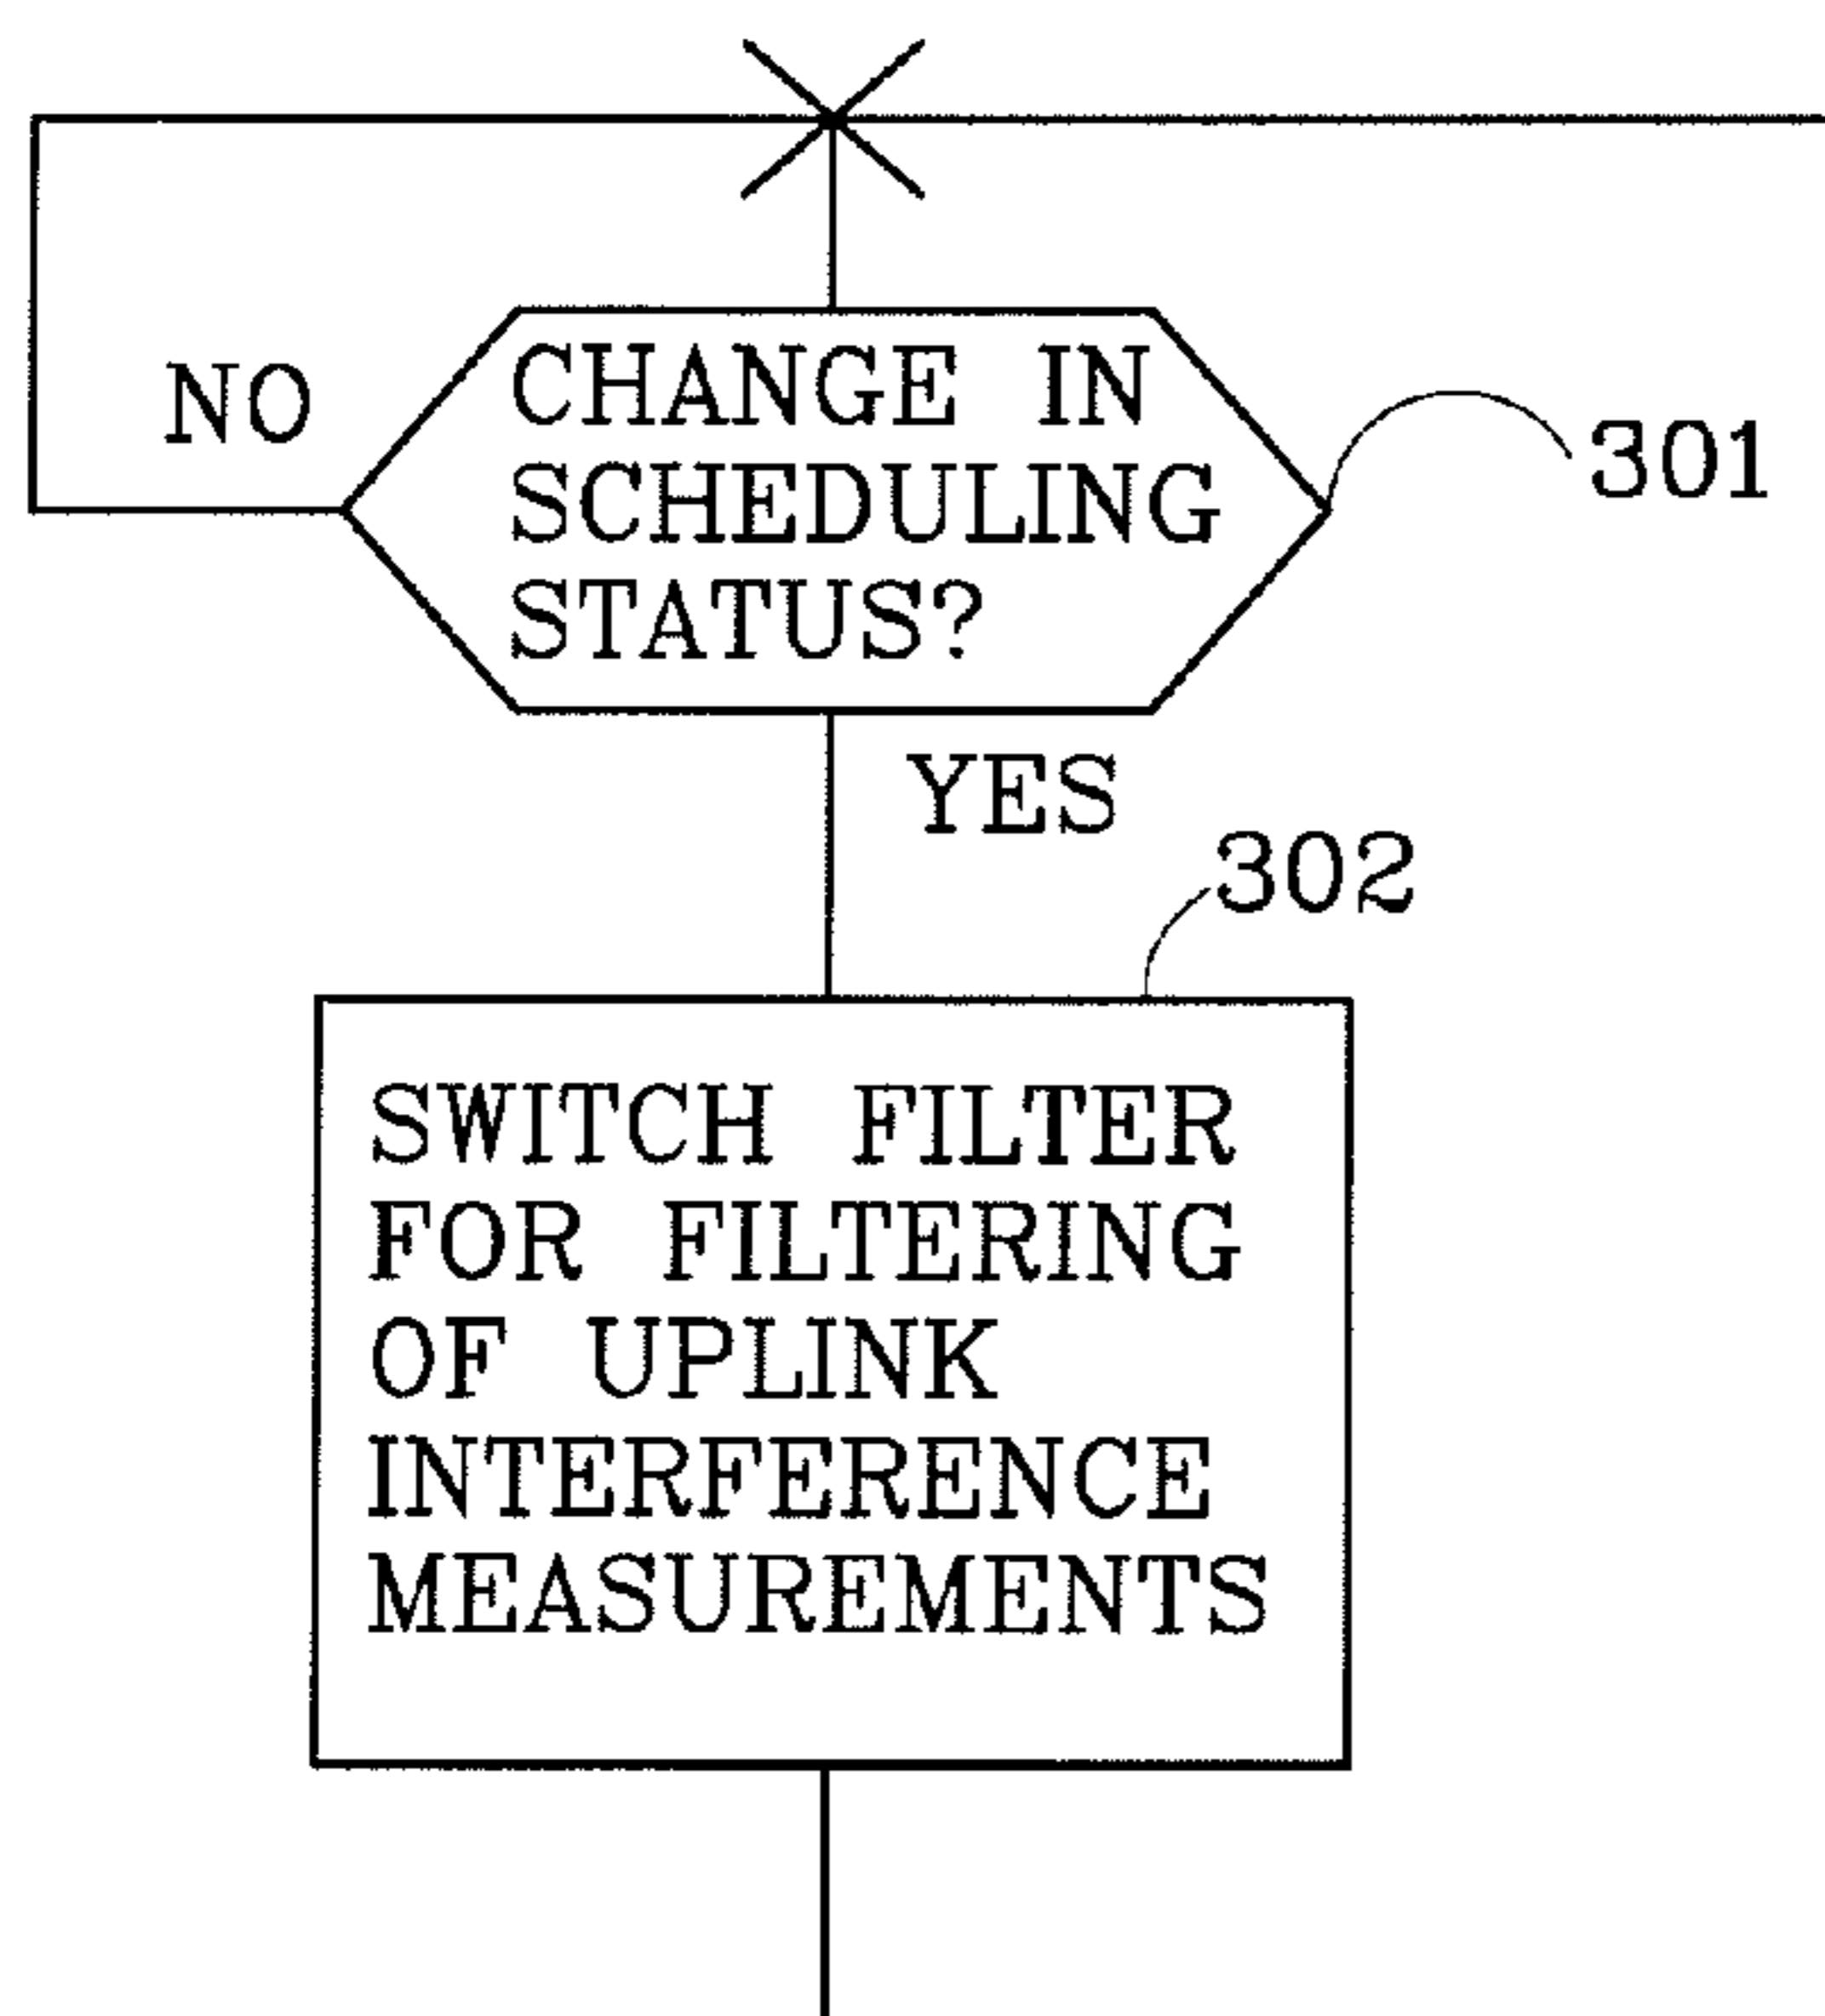 NO
CHANGE IN
SCHEDULING
STATUS?
301
YES
302
SWITCH FILTER
FOR FILTERING
OF UPLINK
INTERFERENCE
MEASUREMENTS